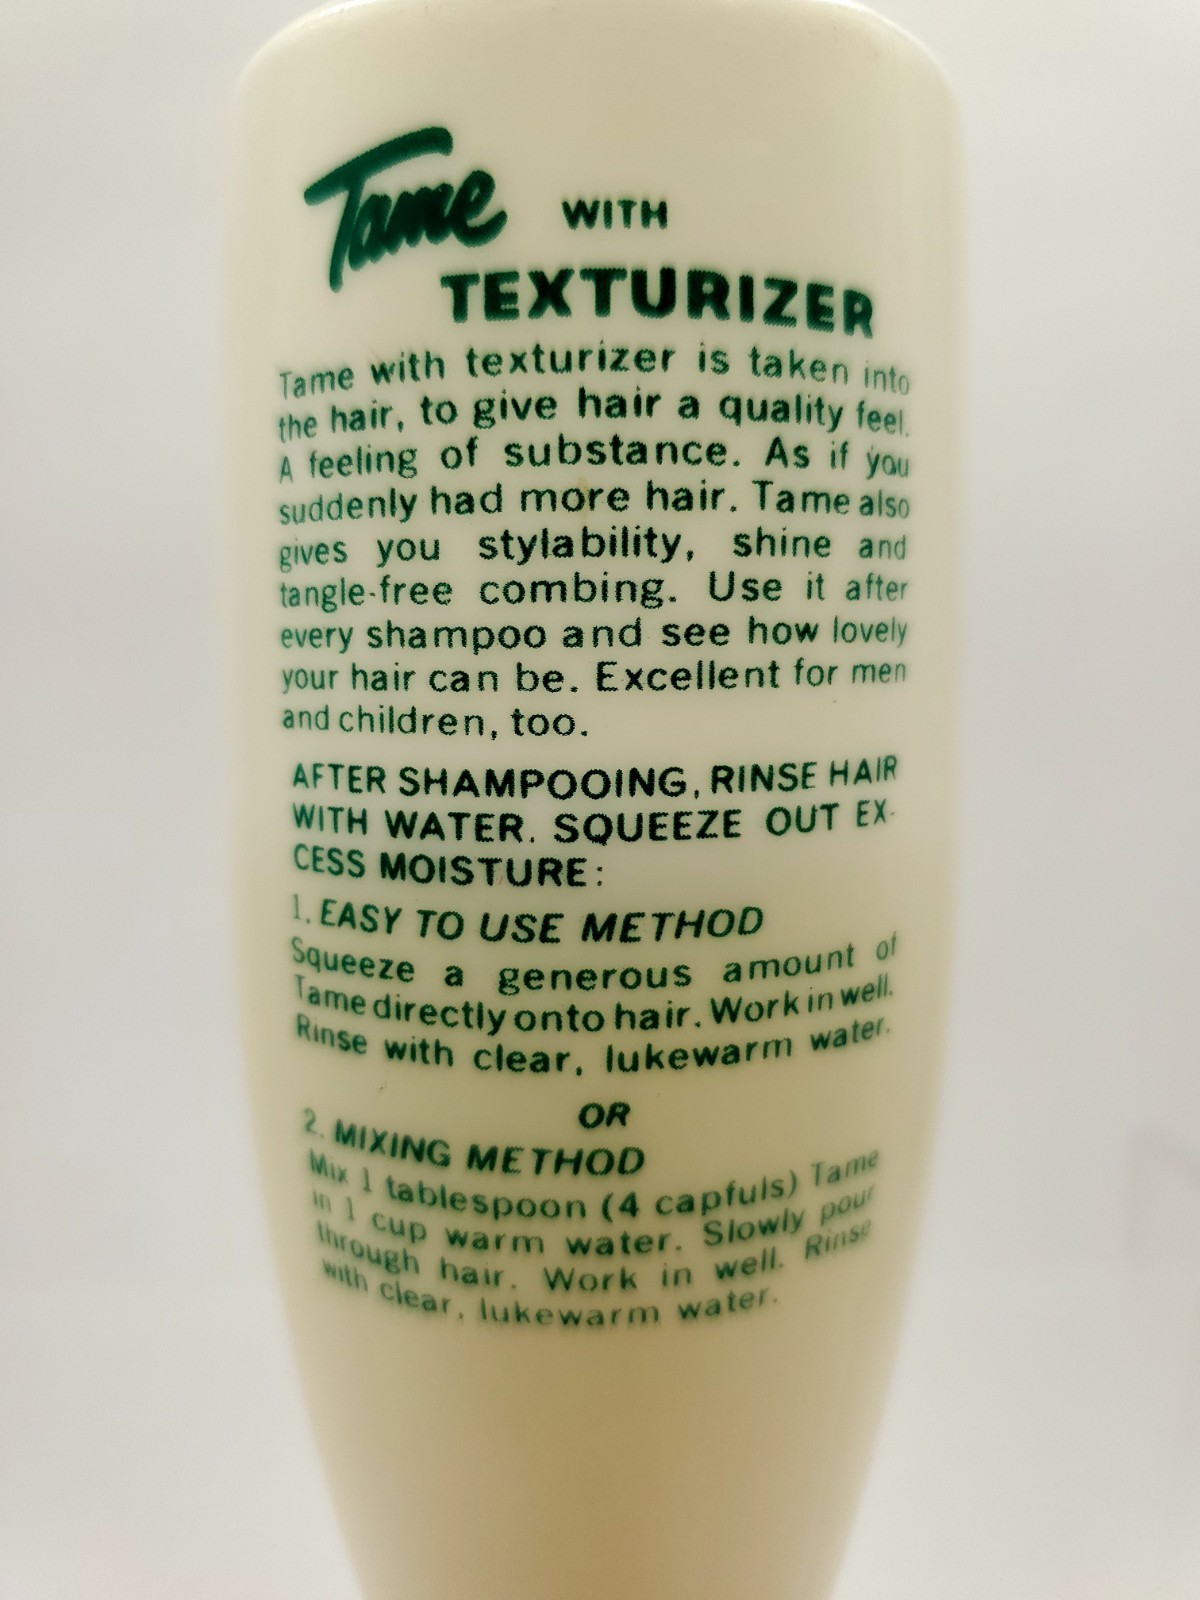 Tame WITH
TEXTURIZER
Tame with texturizer is taken into
the hair, to give hair a quality feel.
A feeling of substance. As if you
suddenly had more hair. Tame also
gives you stylability, shine and
tangle-free combing. Use it after
every shampoo and see how lovely
your hair can be. Excellent for men
and children, too.
AFTER SHAMPOOING, RINSE HAIR
WITH WATER. SQUEEZE OUT EX-
CESS MOISTURE:
1. EASY TO USE METHOD
Squeeze a generous amount of
Tame directly onto hair. Work in well.
Rinse with clear, lukewarm water.
OR
2. MIXING METHOD
Mix 1 tablespoon (4 capfuls) Tame
in 1 cup warm water. Slowly pour
through hair. Work in well. Rinse
with clear, lukewarm water.